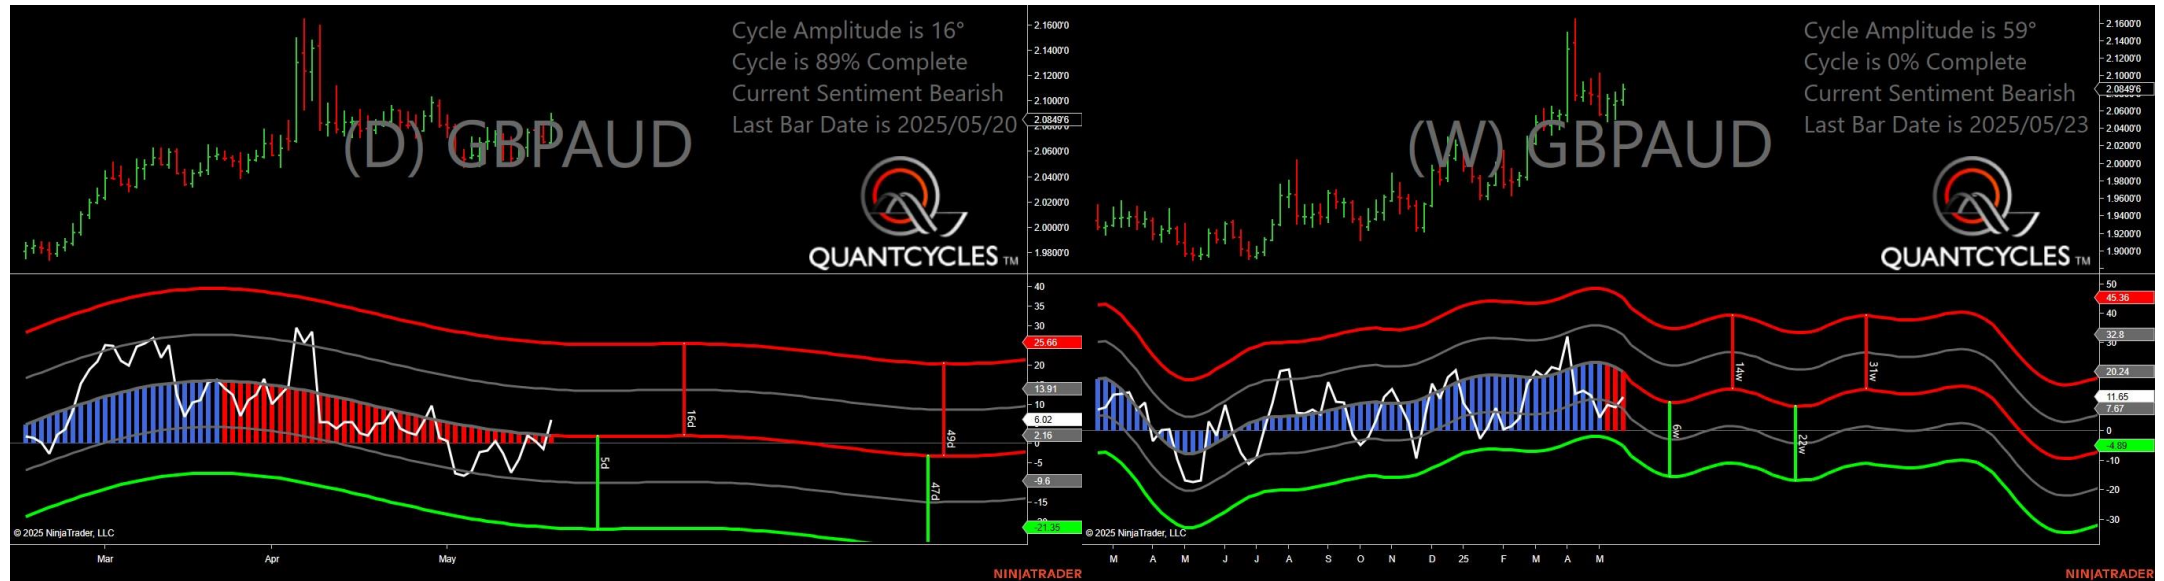 Cycle Amplitude is 16°
Cycle is 89% Complete
Current Sentiment Bearish
Last Bar Date is 2025/05/20
(D) GBPAUD
QUANTCYCLES TM
2.1600'0
2.1400'0
2.1200'0
2.1000'0
2.0849'6
2.0600'0
2.0400'0
2.0200'0
2.0000'0
1.9800'0
40
35
30
25.66
20
13.91
10
6.02
2.16
0
-5
-9.6
-15
-21.35
5d
16d
47d
49d
© 2025 NinjaTrader, LLC
Mar
Apr
May
NINJATRADER
Cycle Amplitude is 59°
Cycle is 0% Complete
Current Sentiment Bearish
Last Bar Date is 2025/05/23
(W) GBPAUD
QUANTCYCLES TM
2.1600'0
2.1400'0
2.1200'0
2.1000'0
2.0849'6
2.0600'0
2.0400'0
2.0200'0
2.0000'0
1.9800'0
1.9600'0
1.9400'0
1.9200'0
1.9000'0
50
45.36
40
32.8
30
20.24
11.65
7.67
0
-4.89
-10
-20
-30
6w
14w
22w
31w
© 2025 NinjaTrader, LLC
M A M J J A S O N D 25 F M A M
NINJATRADER